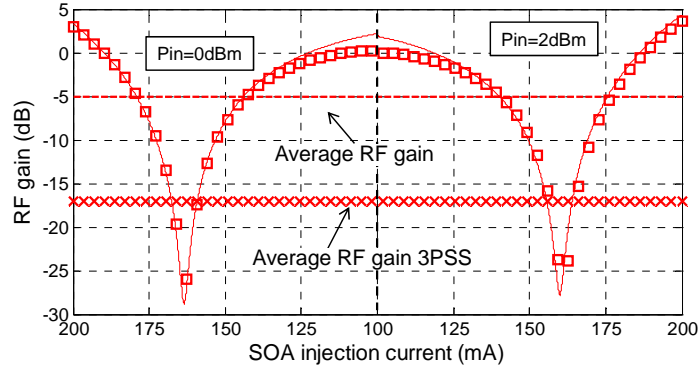 5
Pin=0dBm
Pin=2dBm
0
-5
Average RF gain
-10
-15
Average RF gain 3PSS
-20
-25
-30
RF gain (dB)
200 175 150 125 100 125 150 175 200
SOA injection current (mA)